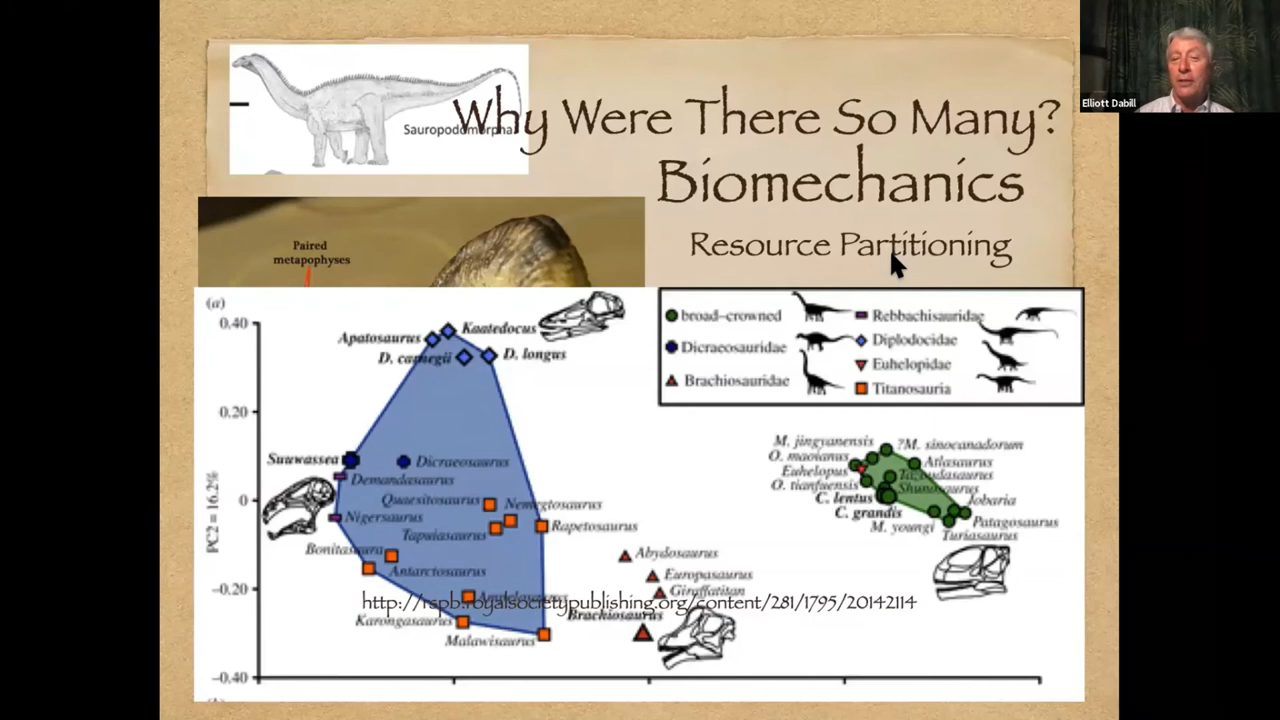 Why Were There So Many?
Sauropodomorpha
Biomechanics
Resource Partitioning
Elliott Dabill
Paired
metapophyses
(a)
0.40
0.20
0
-0.20
-0.40
PC2 = 16.2%
Apatosaurus
Kaatedocus
D. carnegii
D. longus
Suuwassea
Dicraeosaurus
Demandasaurus
Quaesitosaurus
Nemegtosaurus
Nigersaurus
Tapuiasaurus
Rapetosaurus
Bonitasaura
Antarctosaurus
Karongasaurus
Malawisaurus
Abydosaurus
Europasaurus
Giraffatitan
Brachiosaurus
http://rspb.royalsocietypublishing.org/content/281/1795/20142114
broad-crowned
Dicraeosauridae
Brachiosauridae
Rebbachisauridae
Diplodocidae
Euhelopidae
Titanosauria
M. jingyanensis
?M. sinocanadorum
O. maoianus
Atlasaurus
Euhelopus
O. tianfuensis
Shunosaurus
C. lentus
Jobaria
C. grandis
M. youngi
Patagosaurus
Turiasaurus